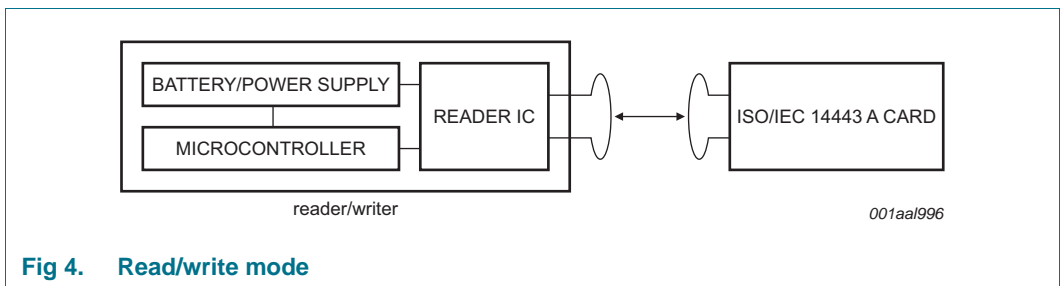 BATTERY/POWER SUPPLY
MICROCONTROLLER
READER IC
ISO/IEC 14443 A CARD
reader/writer
001aal996
Fig 4. Read/write mode